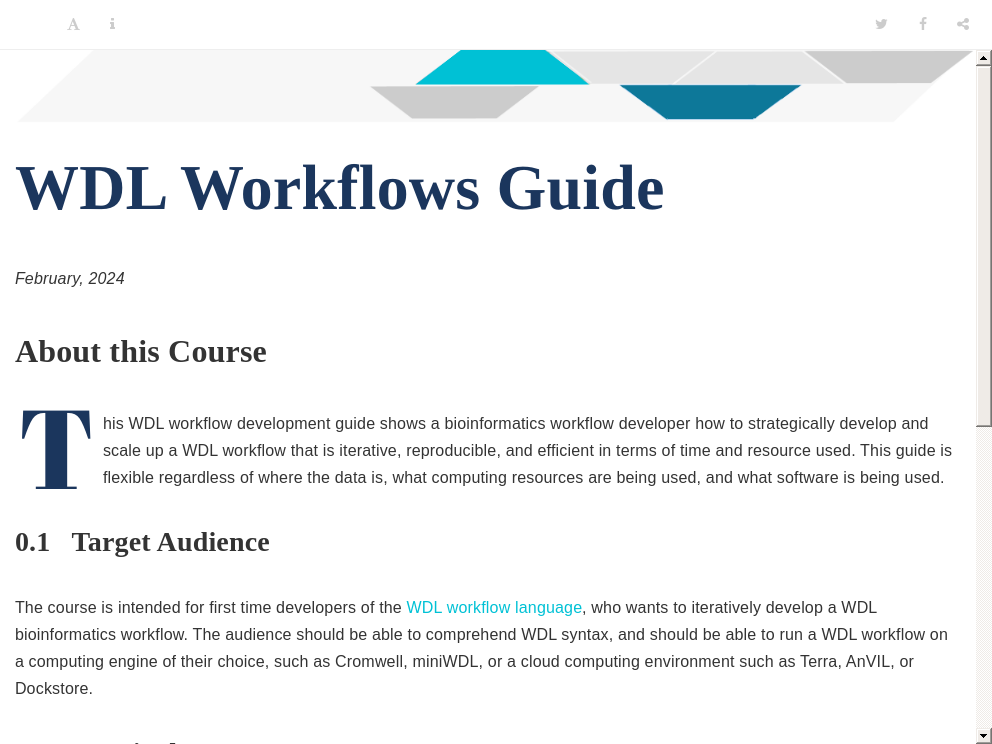 WDL Workflows Guide
February, 2024
About this Course
This WDL workflow development guide shows a bioinformatics workflow developer how to strategically develop and
scale up a WDL workflow that is iterative, reproducible, and efficient in terms of time and resource used. This guide is
flexible regardless of where the data is, what computing resources are being used, and what software is being used.
0.1 Target Audience
The course is intended for first time developers of the WDL workflow language, who wants to iteratively develop a WDL
bioinformatics workflow. The audience should be able to comprehend WDL syntax, and should be able to run a WDL workflow on
a computing engine of their choice, such as Cromwell, miniWDL, or a cloud computing environment such as Terra, AnVIL, or
Dockstore.